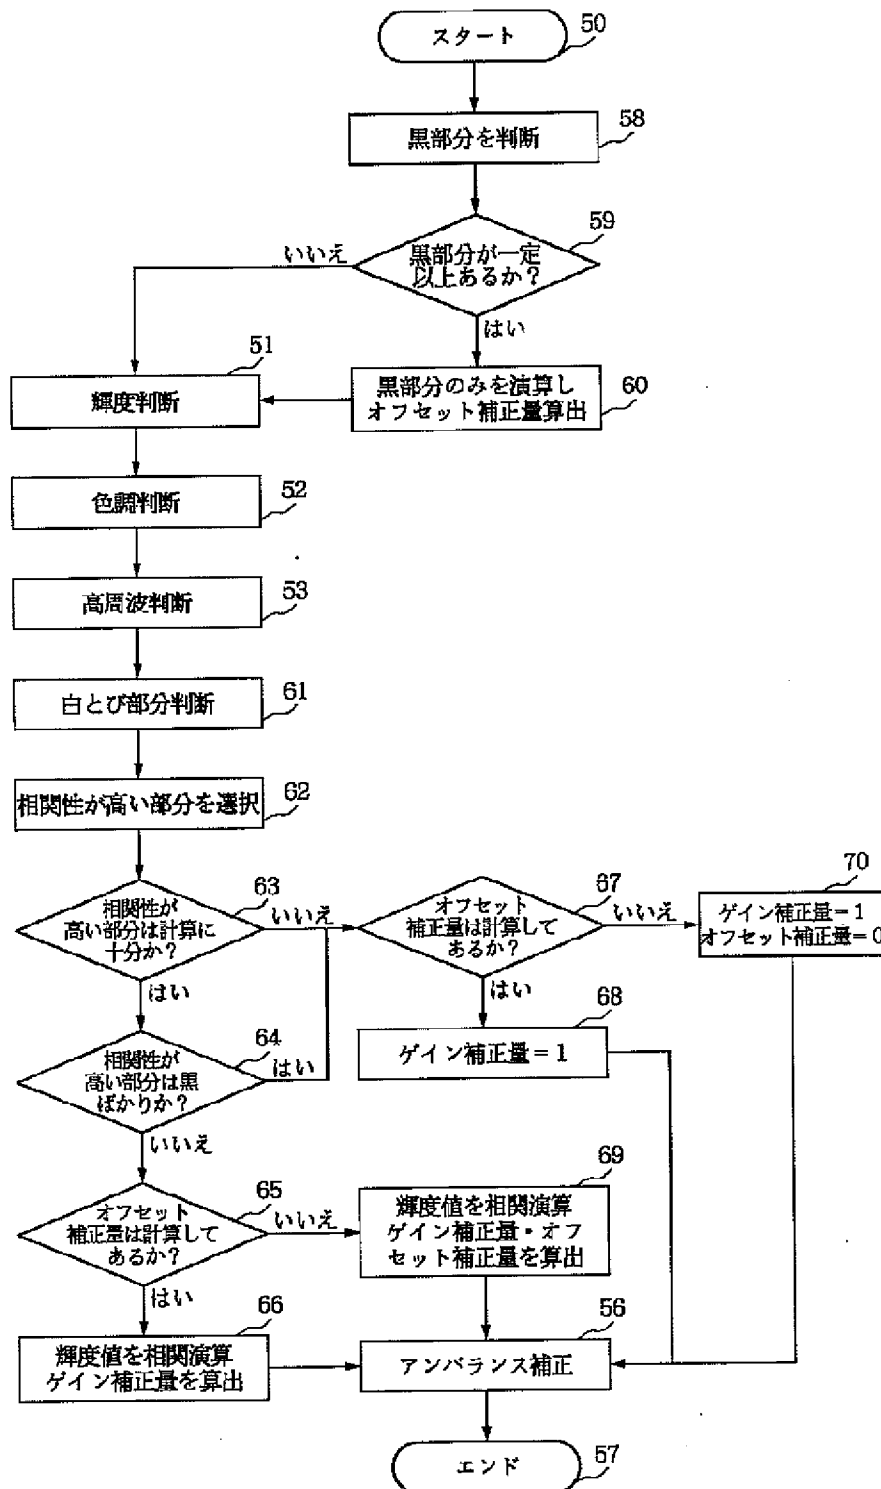 スタート
50
黒部分を判断
58
黒部分が一定
以上あるか?
59
いいえ
はい
輝度判断
51
黒部分のみを演算し
オフセット補正量算出
60
色調判断
52
高周波判断
53
白とび部分判断
61
相関性が高い部分を選択
62
相関性が
高い部分は計算に
十分か?
63
いいえ
はい
オフセット
補正量は計算して
あるか?
67
いいえ
はい
ゲイン補正量=1
オフセット補正量=0
70
相関性が
高い部分は黒
ばかりか?
64
はい
いいえ
ゲイン補正量=1
68
オフセット
補正量は計算して
あるか?
65
いいえ
はい
輝度値を相関演算
ゲイン補正量・オフ
セット補正量を算出
69
輝度値を相関演算
ゲイン補正量を算出
66
アンバランス補正
56
エンド
57